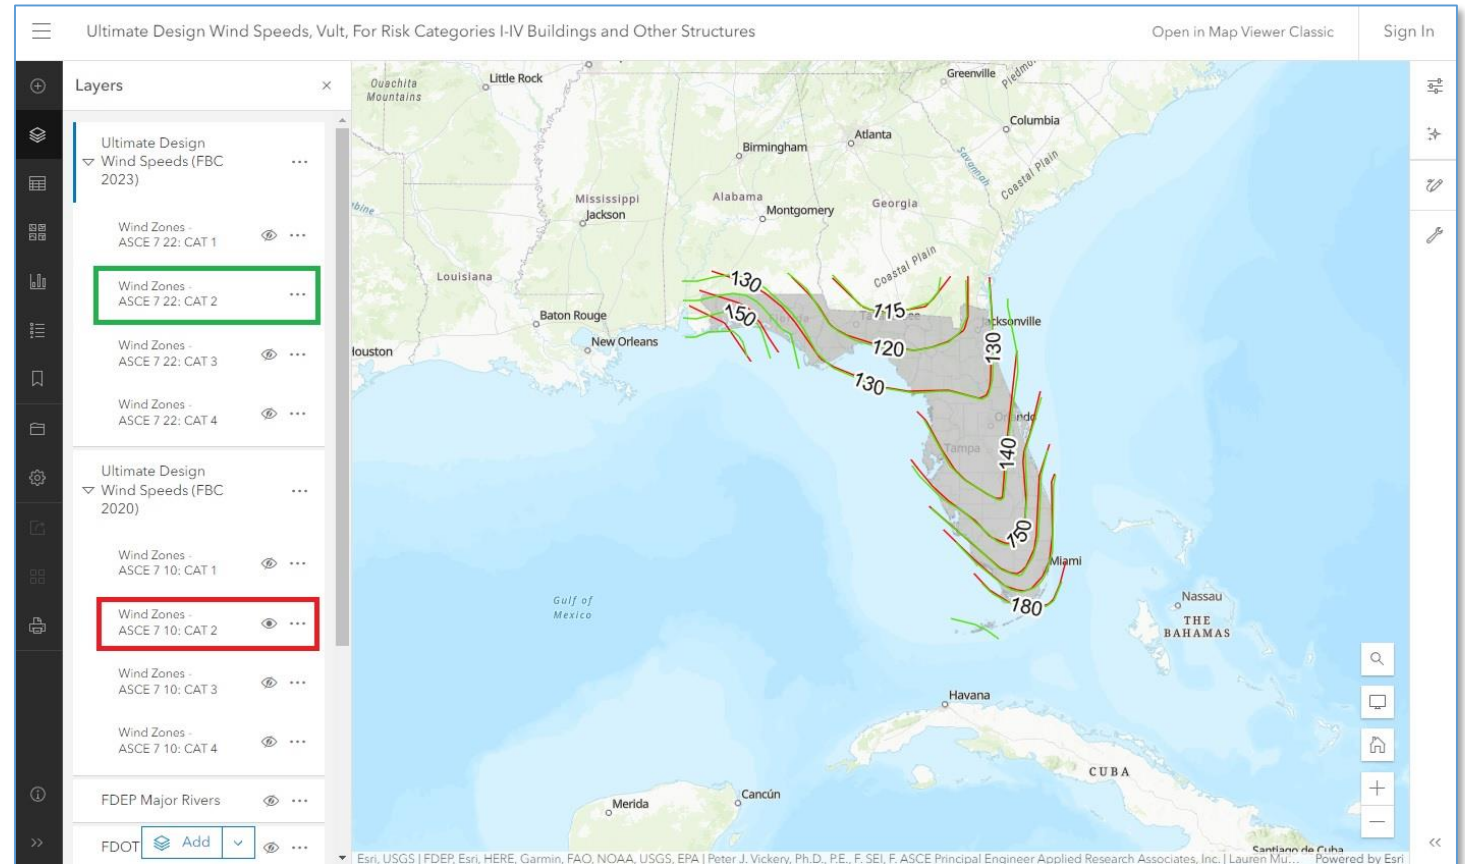 Ultimate Design Wind Speeds, Vult, For Risk Categories I-IV Buildings and Other Structures
Open in Map Viewer Classic
Sign In
Layers
Ultimate Design
Wind Speeds (FBC
2023)
Wind Zones -
ASCE 7 22: CAT 1
Wind Zones -
ASCE 7 22: CAT 2
Wind Zones -
ASCE 7 22: CAT 3
Wind Zones -
ASCE 7 22: CAT 4
Ultimate Design
Wind Speeds (FBC
2020)
Wind Zones -
ASCE 7 10: CAT 1
Wind Zones -
ASCE 7 10: CAT 2
Wind Zones -
ASCE 7 10: CAT 3
Wind Zones -
ASCE 7 10: CAT 4
FDEP Major Rivers
FDOT
Add
Ouachita
Mountains
Little Rock
Greenville
Columbia
Atlanta
Birmingham
Savannah
Coastal Plain
Mississippi
Jackson
Alabama
Montgomery
Georgia
Coastal Plain
Louisiana
130
150
115
Baton Rouge
New Orleans
Jacksonville
120
130
130
Houston
Orlando
Tampa
140
150
Miami
180
Gulf of
Mexico
Nassau
THE
BAHAMAS
Havana
CUBA
Merida
Cancún
Santiago de Cuba
Esri, USGS | FDEP, Esri, HERE, Garmin, FAO, NOAA, USGS, EPA | Peter J. Vickery, Ph.D., P.E., F. SEI, F. ASCE Principal Engineer Applied Research Associates, Inc. | Lauren Mu...
Powered by Esri